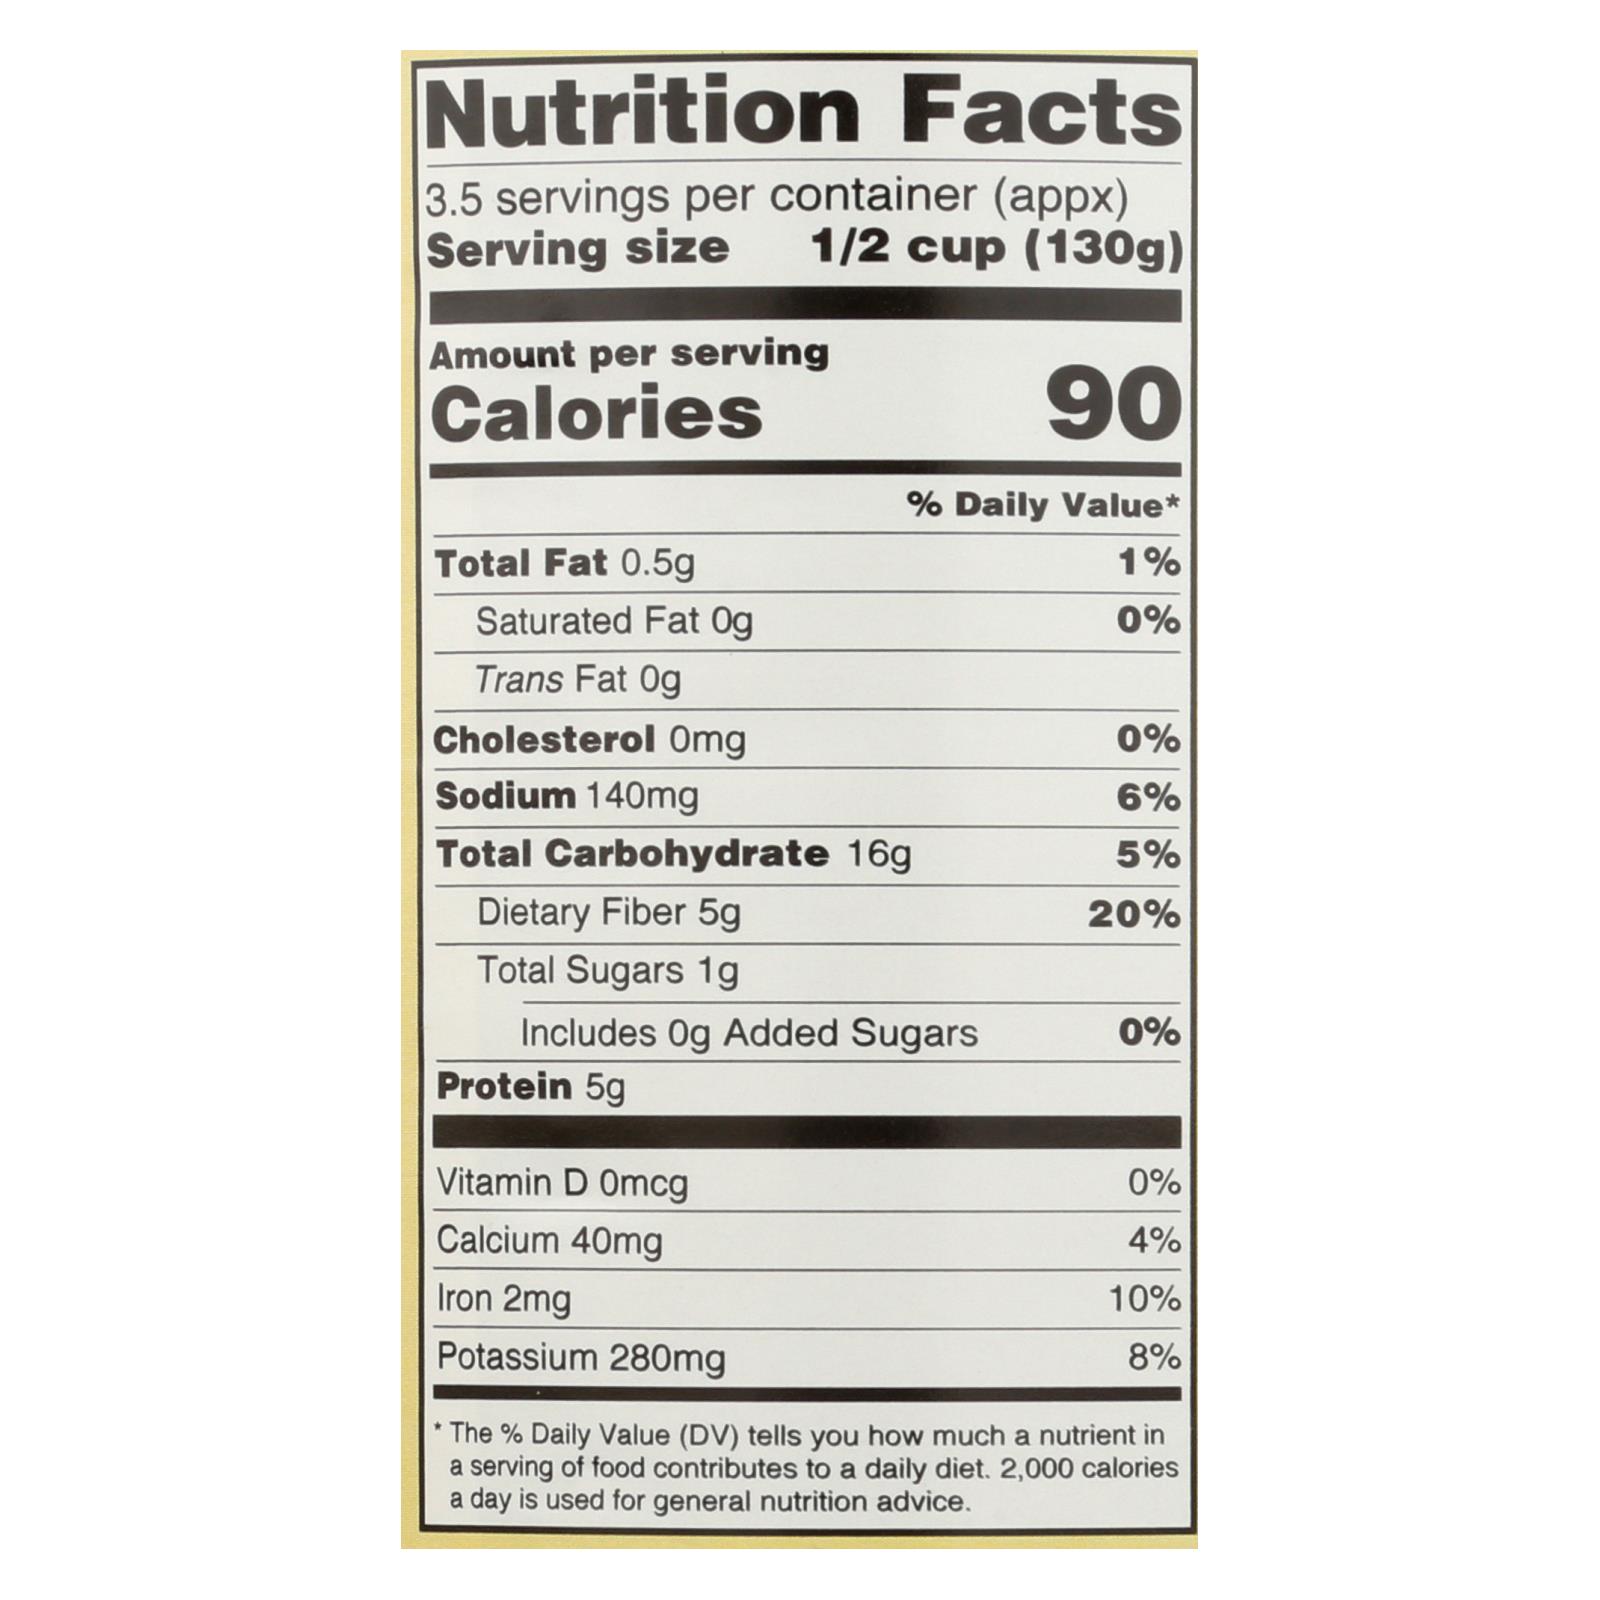 Nutrition Facts
3.5 servings per container (appx)
Serving size 1/2 cup (130g)
Amount per serving
Calories 90
% Daily Value*
Total Fat 0.5g 1%
Saturated Fat 0g 0%
Trans Fat 0g
Cholesterol 0mg 0%
Sodium 140mg 6%
Total Carbohydrate 16g 5%
Dietary Fiber 5g 20%
Total Sugars 1g
Includes 0g Added Sugars 0%
Protein 5g
Vitamin D 0mcg 0%
Calcium 40mg 4%
Iron 2mg 10%
Potassium 280mg 8%
* The % Daily Value (DV) tells you how much a nutrient in
a serving of food contributes to a daily diet. 2,000 calories
a day is used for general nutrition advice.